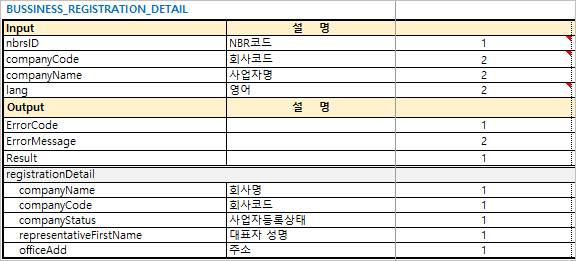 BUSSINESS_REGISTRATION_DETAIL
Input 설 명
nbrsID NBR코드 1
companyCode 회사코드 2
companyName 사업자명 2
lang 영어 2
Output 설 명
ErrorCode 1
ErrorMessage 2
Result 1
registrationDetail
companyName 회사명 1
companyCode 회사코드 1
companyStatus 사업자등록상태 1
representativeFirstName 대표자 성명 1
officeAdd 주소 1